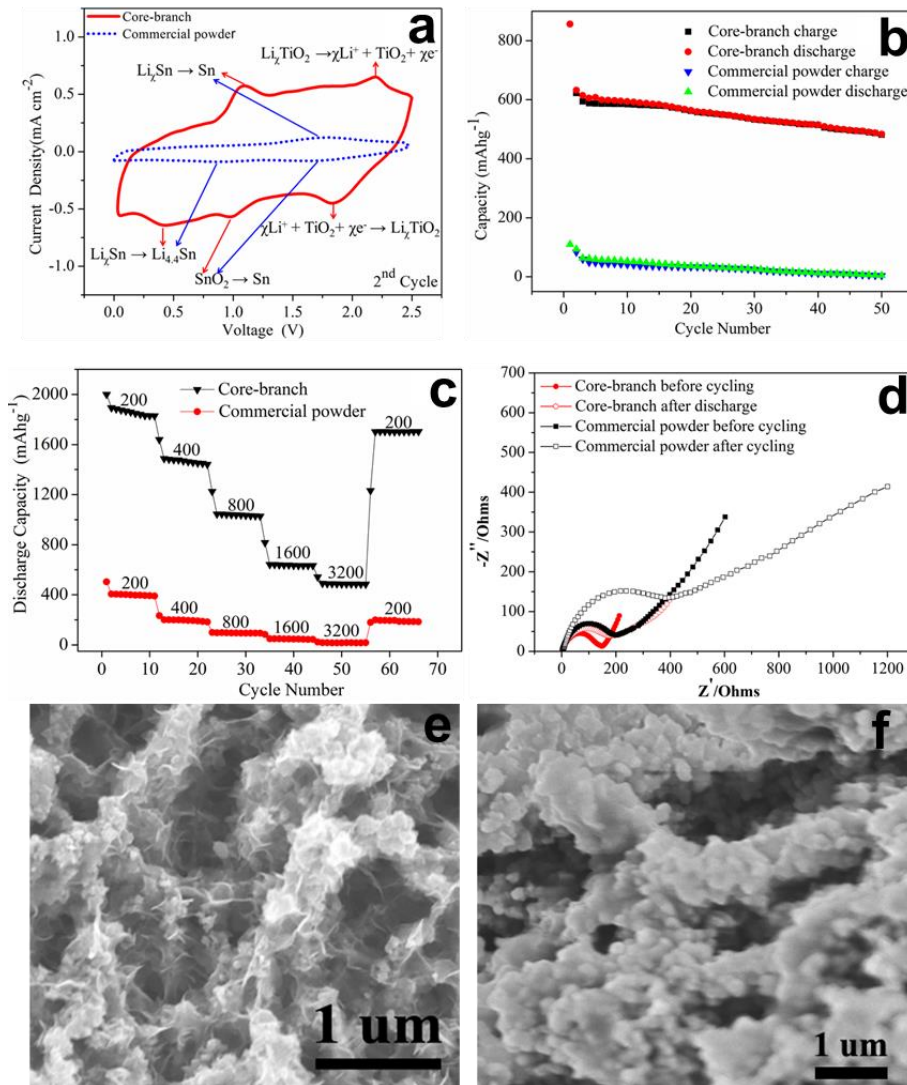 a
Core-branch
Commercial powder
LiχTiO₂ →χLi⁺ + TiO₂+ χe⁻
LiχSn → Sn
χLi⁺ + TiO₂+ χe⁻→ LiχTiO₂
LiχSn → Li₄.₄Sn
SnO₂→ Sn
2nd Cycle
1.0
0.5
0.0
-0.5
-1.0
Current Density(mA cm⁻²)
0.0 0.5 1.0 1.5 2.0 2.5
Voltage (V)
b
Core-branch charge
Core-branch discharge
Commercial powder charge
Commercial powder discharge
800
600
400
200
0
Capacity (mAhg⁻¹)
0 10 20 30 40 50
Cycle Number
c
Core-branch
Commercial powder
200 200
400
800
1600
3200
200
400
800
1600
3200
200
2000
1600
1200
800
400
0
Discharge Capacity (mAhg⁻¹)
0 10 20 30 40 50 60 70
Cycle Number
d
Core-branch before cycling
Core-branch after discharge
Commercial powder before cycling
Commercial powder after cycling
-700
-600
-500
400
300
200
100
0
-Z''/Ohms
0 200 400 600 800 1000 1200
Z'/Ohms
e
1 um
f
1 um